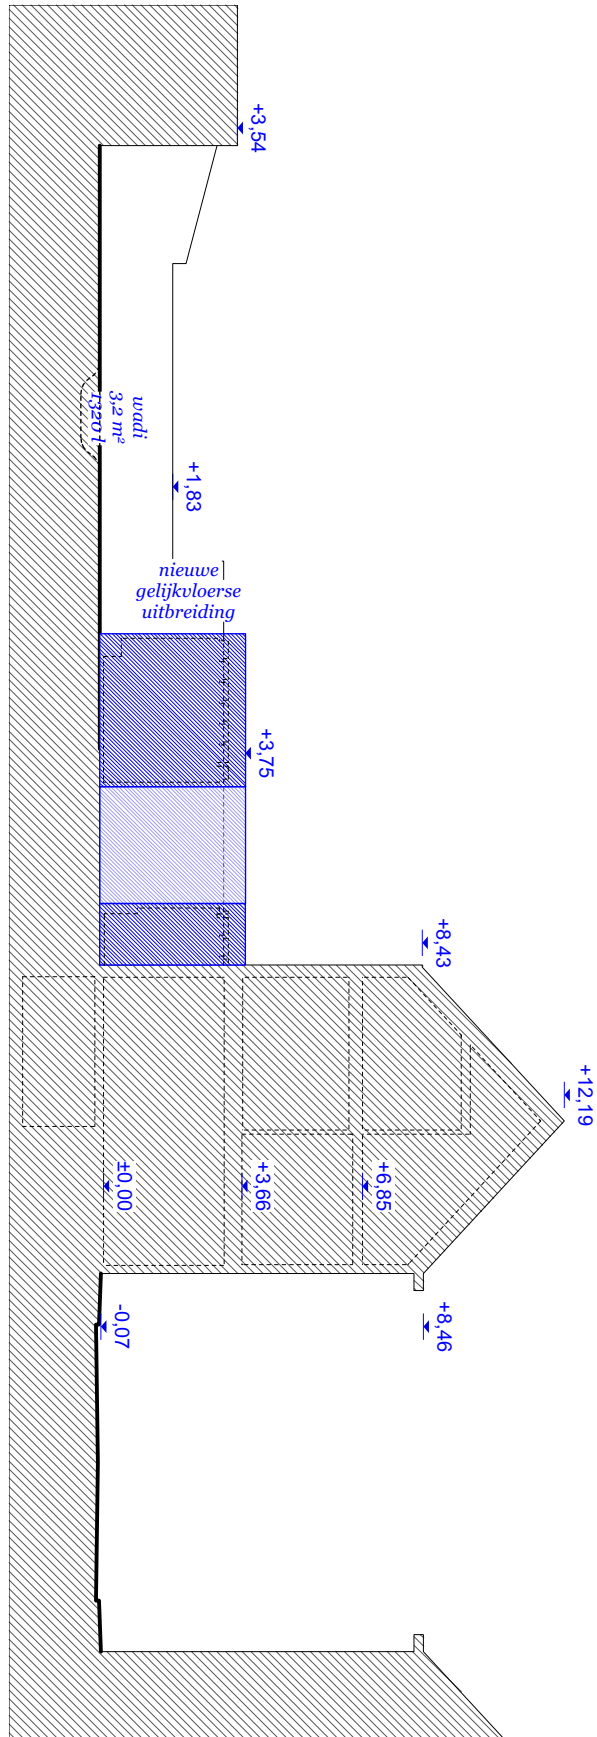 +3,54
wadi
3,2 m²
1320 l
+1,83
nieuwe
gelijkvloerse
uitbreiding
+3,75
+8,43
+12,19
±0,00
+3,66
+6,85
-0,07
+8,46